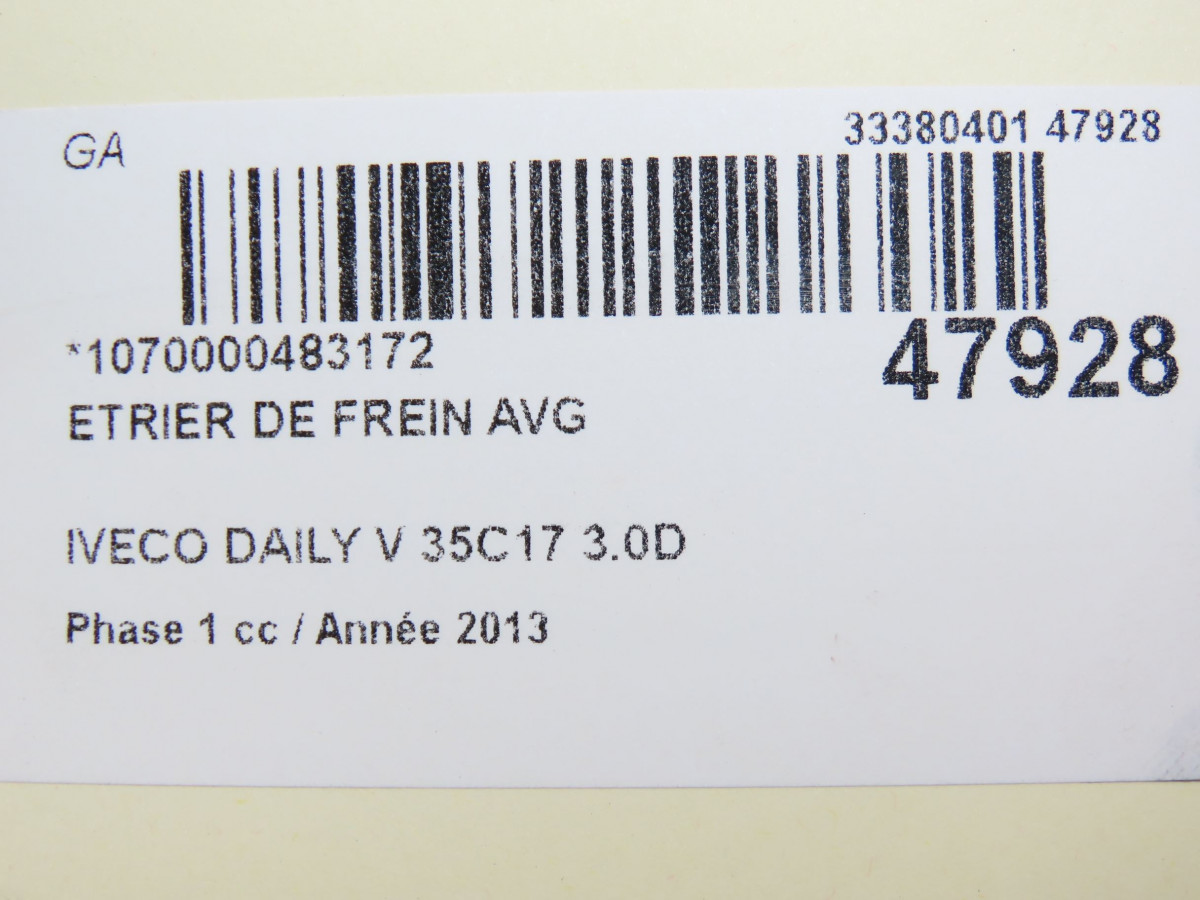 GA
33380401 47928
*1070000483172
47928
ETRIER DE FREIN AVG
IVECO DAILY V 35C17 3.0D
Phase 1 cc / Année 2013